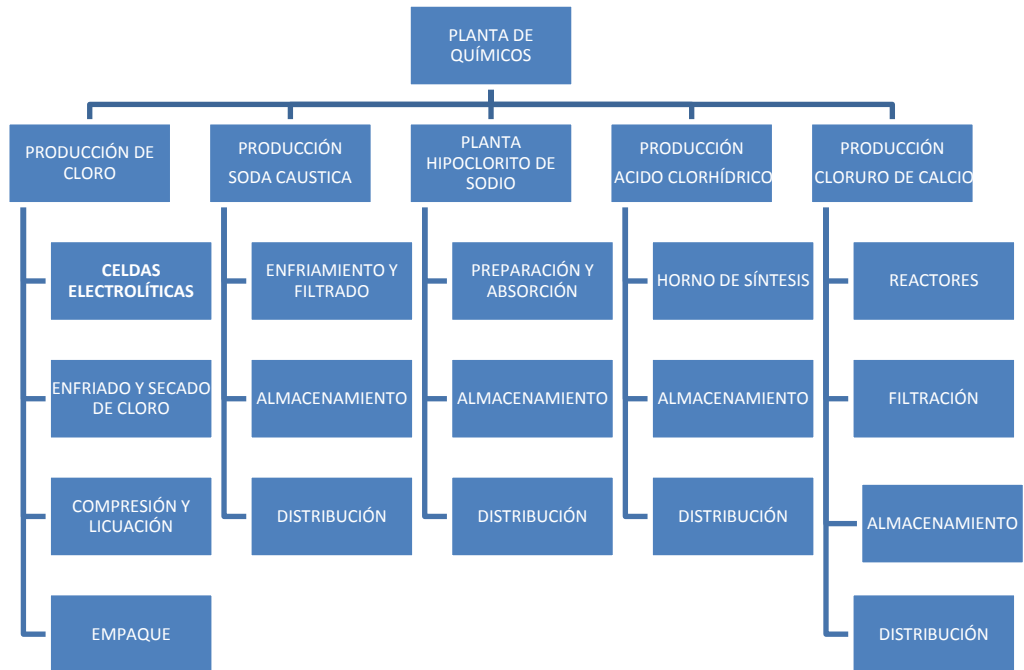 PLANTA DE
QUÍMICOS
PRODUCCIÓN DE
CLORO
PRODUCCIÓN
SODA CAUSTICA
PLANTA
HIPOCLORITO DE
SODIO
PRODUCCIÓN
ACIDO CLORHÍDRICO
PRODUCCIÓN
CLORURO DE CALCIO
CELDAS
ELECTROLÍTICAS
ENFRIADO Y SECADO
DE CLORO
COMPRESIÓN Y
LICUACIÓN
EMPAQUE
ENFRIAMIENTO Y
FILTRADO
ALMACENAMIENTO
DISTRIBUCIÓN
PREPARACIÓN Y
ABSORCIÓN
ALMACENAMIENTO
DISTRIBUCIÓN
HORNO DE SÍNTESIS
ALMACENAMIENTO
DISTRIBUCIÓN
REACTORES
FILTRACIÓN
ALMACENAMIENTO
DISTRIBUCIÓN